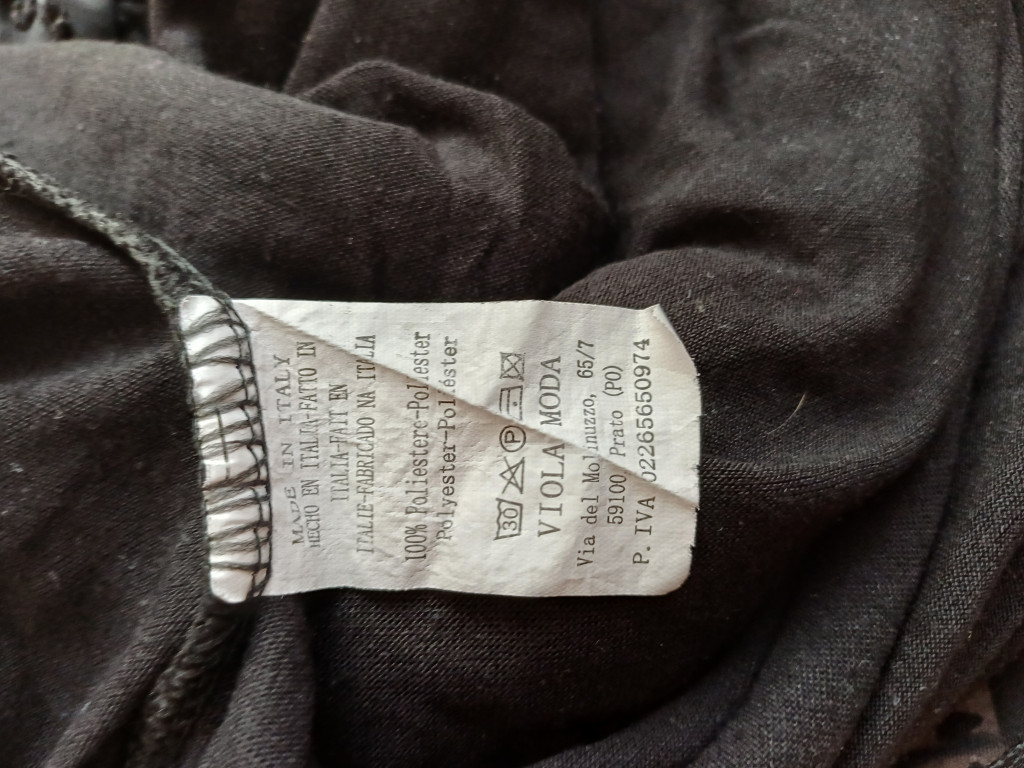 MADE IN ITALY
HECHO EN ITALIA-FATTO IN
ITALIA-FAIT EN
ITALIE-FABRICADO NA ITALIA
100% Poliestere-Poliester
Polyester-Poliéster
30 P
VIOLA MODA
Via del Molinuzzo, 65/7
59100 Prato (PO)
P. IVA 02265650974